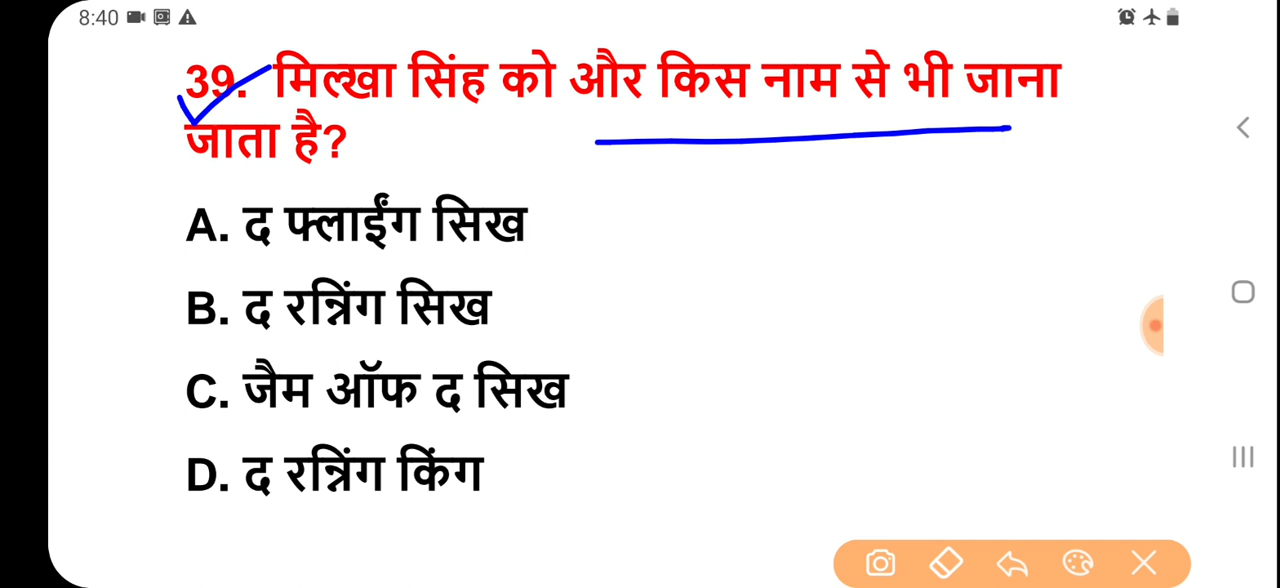 8:40
39. मिल्खा सिंह को और किस नाम से भी जाना
जाता है?
A. द फ्लाईंग सिख
B. द रन्निंग सिख
C. जैम ऑफ द सिख
D. द रन्निंग किंग